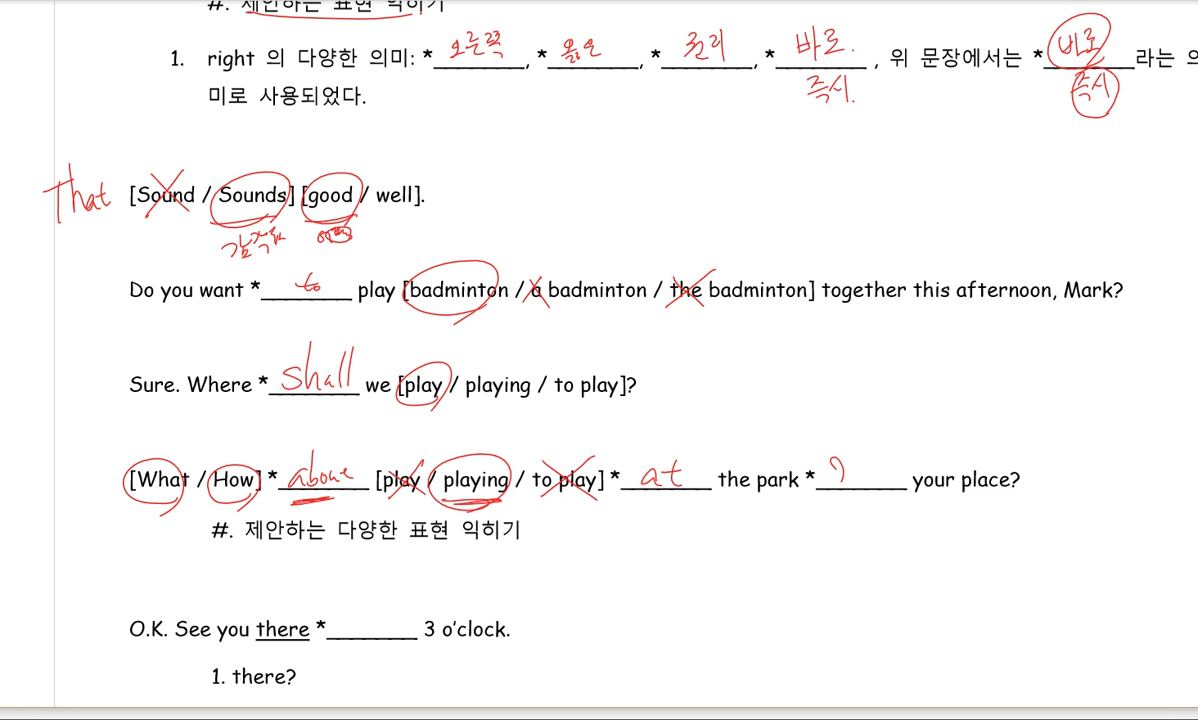 #. 제안하는 표현 익히기
1. right 의 다양한 의미: * 오른쪽, * 옳은, * 권리, * 바로. 즉시., 위 문장에서는 * 바로 즉시 라는 의
미로 사용되었다.
That [Sound / Sounds] [good / well].
감각동
Do you want * to play [badminton / a badminton / the badminton] together this afternoon, Mark?
Sure. Where * shall we [play / playing / to play]?
[What / How] * about [play / playing / to play] * at the park * your place?
#. 제안하는 다양한 표현 익히기
O.K. See you there *________ 3 o'clock.
1. there?